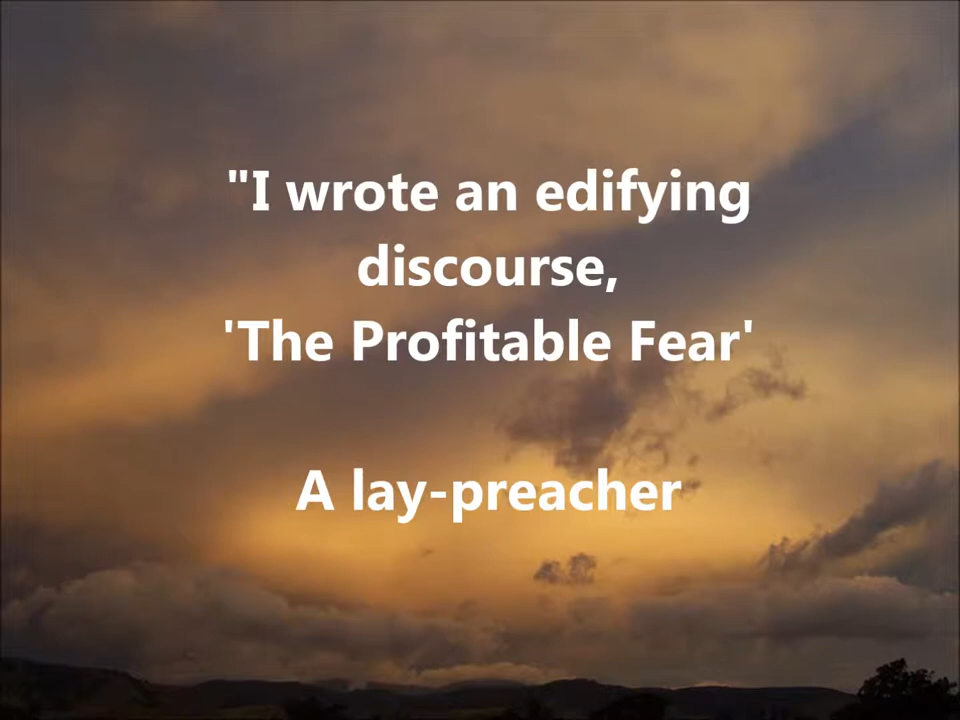 "I wrote an edifying
discourse,
'The Profitable Fear'
A lay-preacher